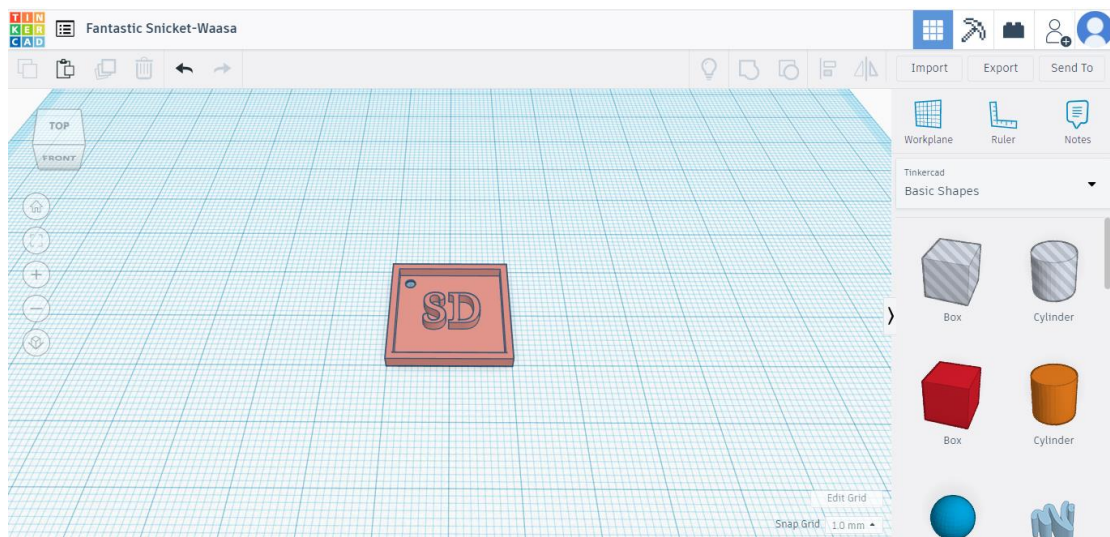 TIN
KER
CAD
Fantastic Snicket-Waasa
Import
Export
Send To
TOP
FRONT
Workplane
Ruler
Notes
Tinkercad
Basic Shapes
SD
Box
Cylinder
Box
Cylinder
Edit Grid
Snap Grid 1.0 mm